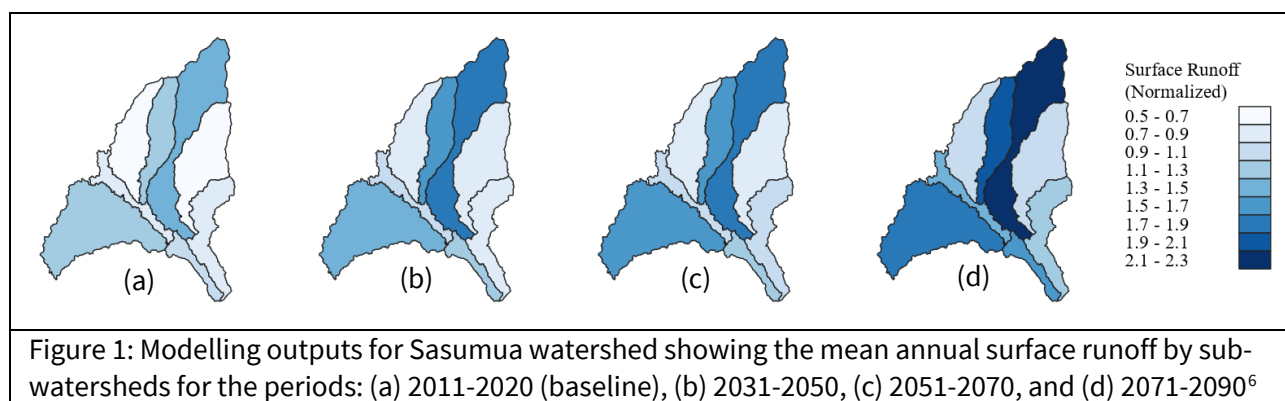 Surface Runoff
(Normalized)
0.5 - 0.7
0.7 - 0.9
0.9 - 1.1
1.1 - 1.3
1.3 - 1.5
1.5 - 1.7
1.7 - 1.9
1.9 - 2.1
2.1 - 2.3
(a)
(b)
(c)
(d)
Figure 1: Modelling outputs for Sasumua watershed showing the mean annual surface runoff by sub-
watersheds for the periods: (a) 2011-2020 (baseline), (b) 2031-2050, (c) 2051-2070, and (d) 2071-2090⁶